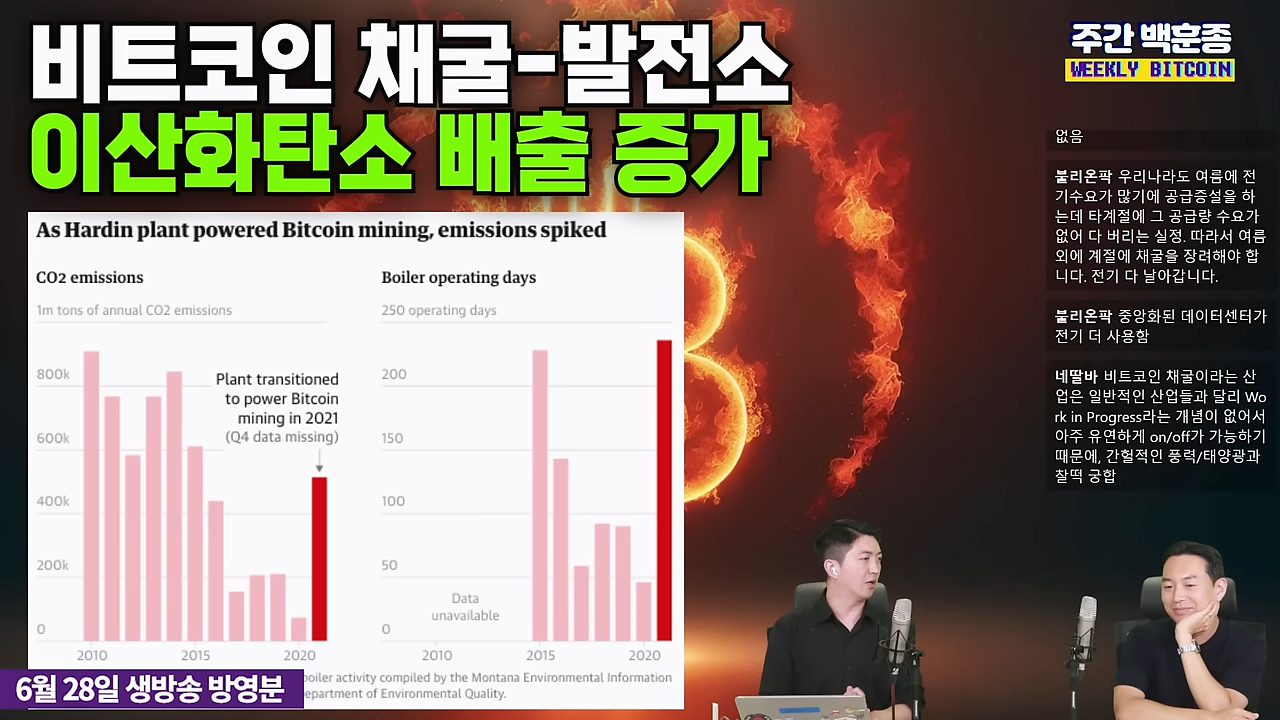 비트코인 채굴-발전소
이산화탄소 배출 증가
주간 백훈종
WEEKLY BITCOIN
As Hardin plant powered Bitcoin mining, emissions spiked
CO2 emissions
1m tons of annual CO2 emissions
800k
600k
400k
200k
0
Plant transitioned
to power Bitcoin
mining in 2021
(Q4 data missing)
2010
2015
2020
Boiler operating days
250 operating days
200
150
100
50
0
Data
unavailable
2010
2015
2020
boiler activity compiled by the Montana Environmental Information
epartment of Environmental Quality.
6월 28일 생방송 방영분
없음
불리온팍 우리나라도 여름에 전
기수요가 많기에 공급증설을 하
는데 타계절에 그 공급량 수요가
없어 다 버리는 실정. 따라서 여름
외에 계절에 채굴을 장려해야 합
니다. 전기 다 날아갑니다.
불리온팍 중앙화된 데이터센터가
전기 더 사용함
네딸바 비트코인 채굴이라는 산
업은 일반적인 산업들과 달리 Wo
rk in Progress라는 개념이 없어서
아주 유연하게 on/off가 가능하기
때문에, 간헐적인 풍력/태양광과
찰떡 궁합